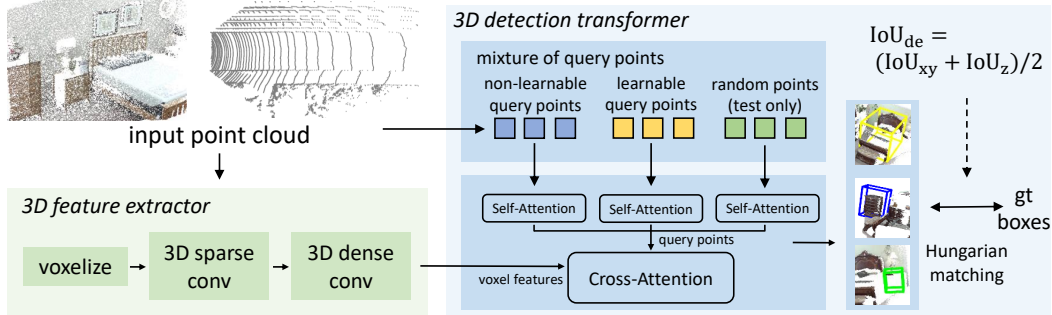 3D detection transformer
mixture of query points
non-learnable
query points
learnable
query points
random points
(test only)
input point cloud
IoU_de =
(IoU_xy + IoU_z)/2
3D feature extractor
voxelize
3D sparse
conv
3D dense
conv
Self-Attention
Self-Attention
Self-Attention
query points
voxel features
Cross-Attention
gt
boxes
Hungarian
matching